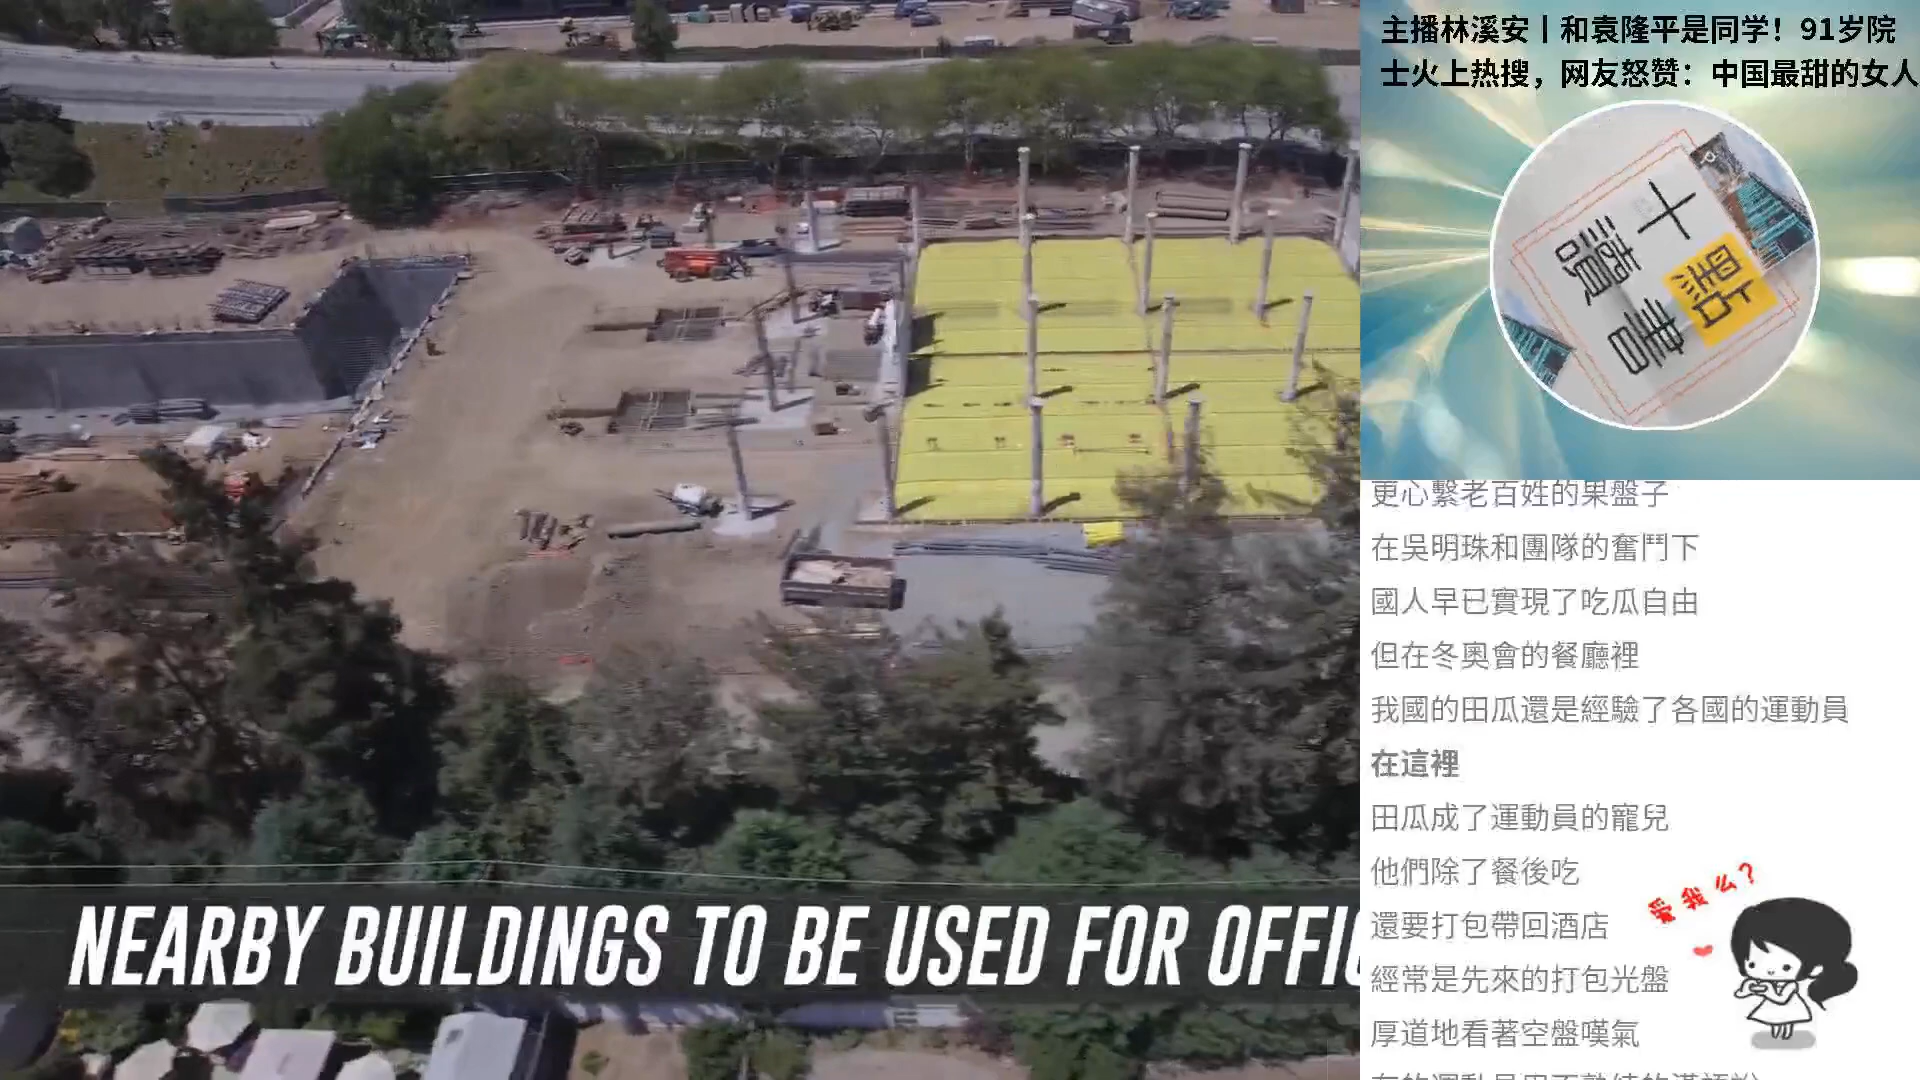 主播林溪安丨和袁隆平是同学！91岁院
士火上热搜，网友怒赞：中国最甜的女人
十
點
讀書
更心繫老百姓的果盤子
在吳明珠和團隊的奮鬥下
國人早已實現了吃瓜自由
但在冬奧會的餐廳裡
我國的田瓜還是經驗了各國的運動員
在這裡
田瓜成了運動員的寵兒
他們除了餐後吃
還要打包帶回酒店
經常是先來的打包光盤
厚道地看著空盤嘆氣
爱我么？
NEARBY BUILDINGS TO BE USED FOR OFFIC